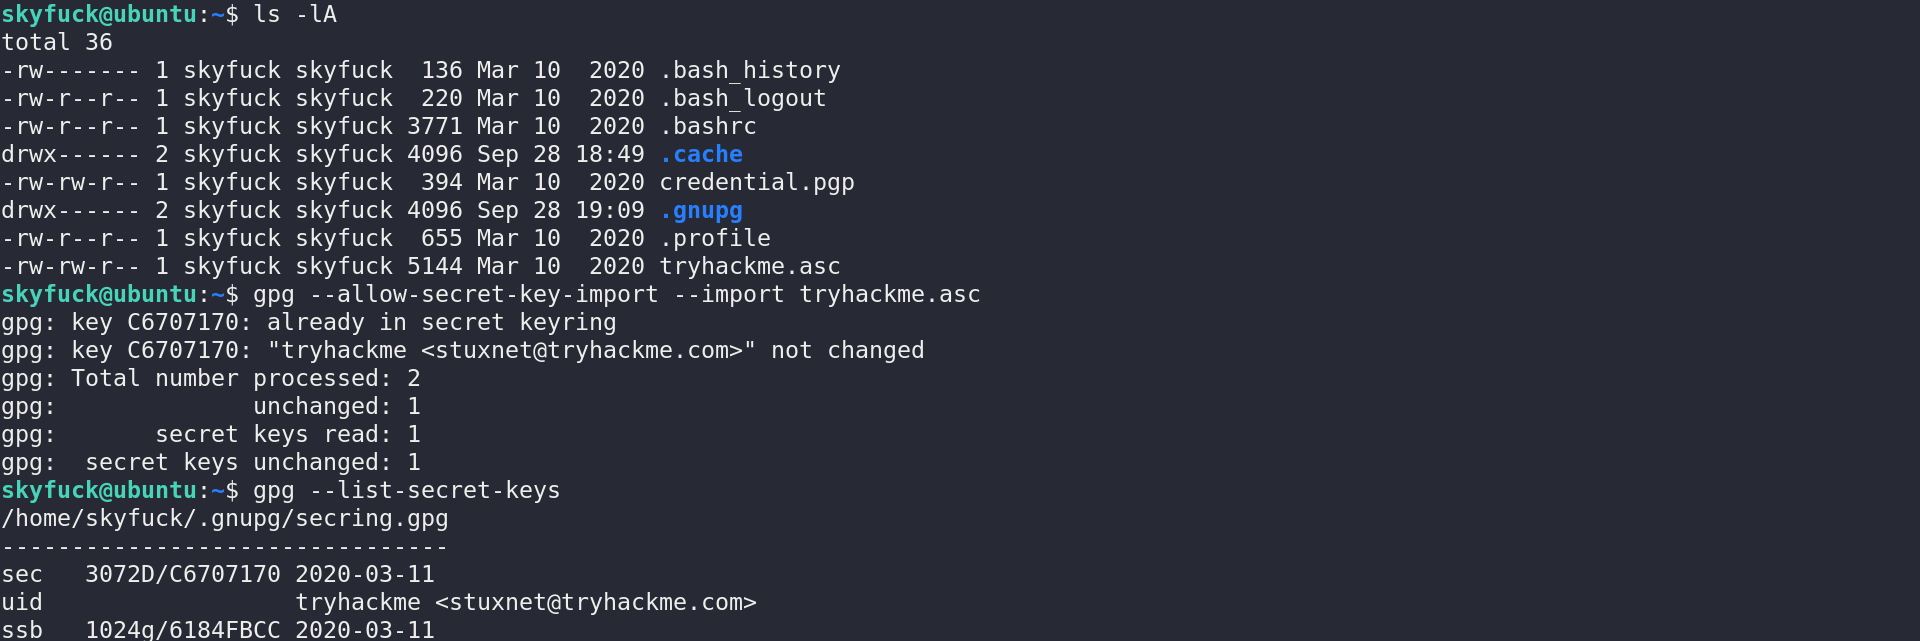 skyfuck@ubuntu:~$ ls -lA
total 36
-rw------- 1 skyfuck skyfuck  136 Mar 10  2020 .bash_history
-rw-r--r-- 1 skyfuck skyfuck  220 Mar 10  2020 .bash_logout
-rw-r--r-- 1 skyfuck skyfuck 3771 Mar 10  2020 .bashrc
drwx------ 2 skyfuck skyfuck 4096 Sep 28 18:49 .cache
-rw-rw-r-- 1 skyfuck skyfuck  394 Mar 10  2020 credential.pgp
drwx------ 2 skyfuck skyfuck 4096 Sep 28 19:09 .gnupg
-rw-r--r-- 1 skyfuck skyfuck  655 Mar 10  2020 .profile
-rw-rw-r-- 1 skyfuck skyfuck 5144 Mar 10  2020 tryhackme.asc
skyfuck@ubuntu:~$ gpg --allow-secret-key-import --import tryhackme.asc
gpg: key C6707170: already in secret keyring
gpg: key C6707170: "tryhackme <stuxnet@tryhackme.com>" not changed
gpg: Total number processed: 2
gpg:              unchanged: 1
gpg:       secret keys read: 1
gpg:  secret keys unchanged: 1
skyfuck@ubuntu:~$ gpg --list-secret-keys
/home/skyfuck/.gnupg/secring.gpg
--------------------------------
sec   3072D/C6707170 2020-03-11
uid                  tryhackme <stuxnet@tryhackme.com>
ssb   1024g/6184FBCC 2020-03-11